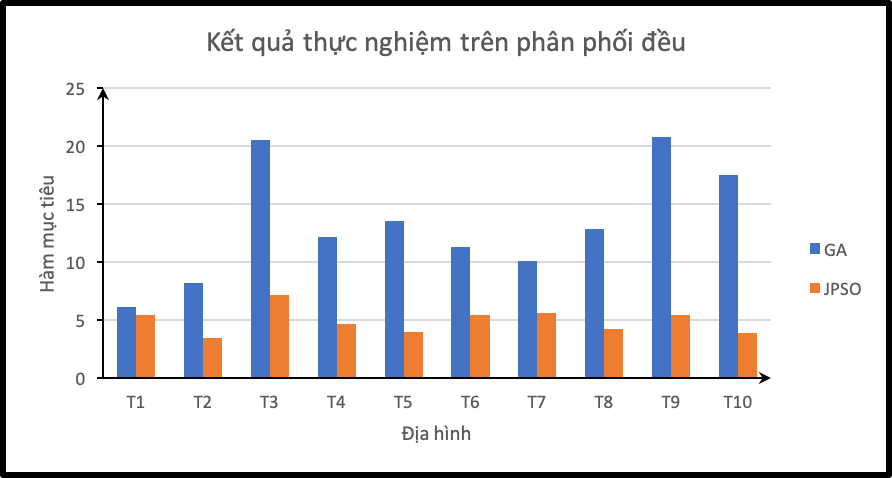 Kết quả thực nghiệm trên phân phối đều
25
20
15
10
5
0
Hàm mục tiêu
T1 T2 T3 T4 T5 T6 T7 T8 T9 T10
Địa hình
GA
JPSO